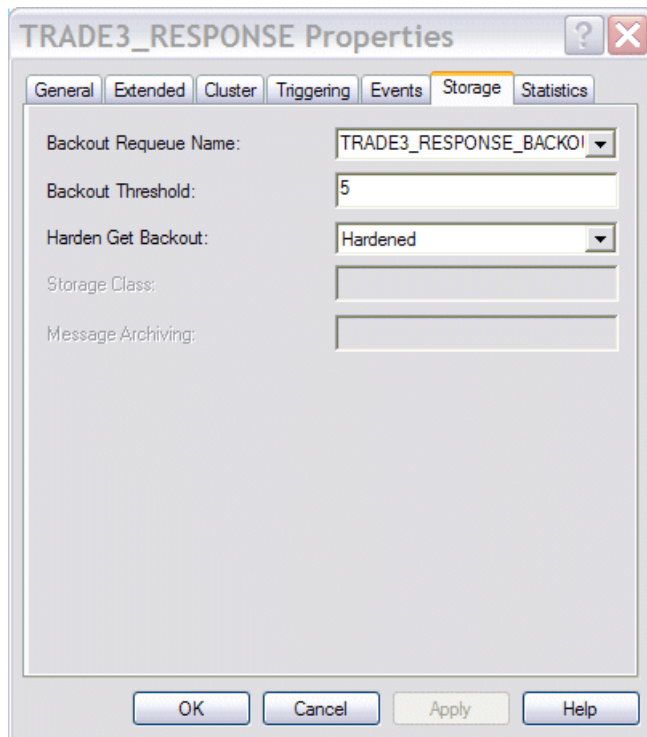 TRADE3_RESPONSE Properties
General Extended Cluster Triggering Events Storage Statistics
Backout Requeue Name: TRADE3_RESPONSE_BACKOU
Backout Threshold: 5
Harden Get Backout: Hardened
Storage Class:
Message Archiving:
OK Cancel Apply Help